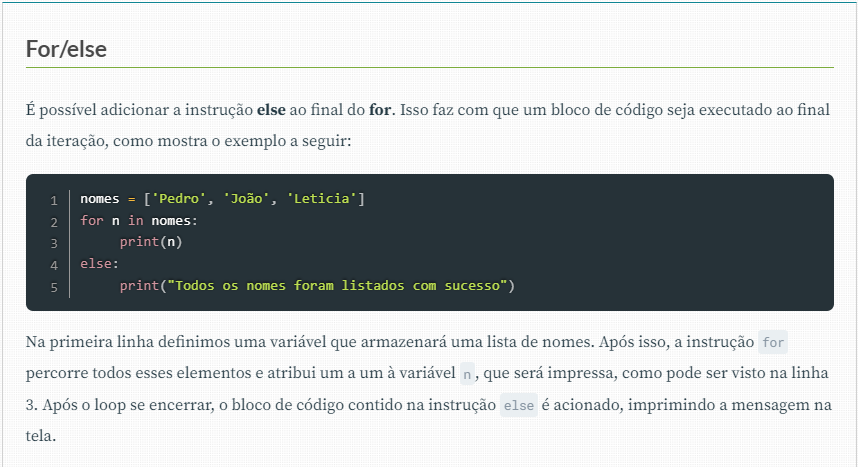 For/else
É possível adicionar a instrução else ao final do for. Isso faz com que um bloco de código seja executado ao final
da iteração, como mostra o exemplo a seguir:
1 nomes = ['Pedro', 'João', 'Leticia']
2 for n in nomes:
3     print(n)
4 else:
5     print("Todos os nomes foram listados com sucesso")
Na primeira linha definimos uma variável que armazenará uma lista de nomes. Após isso, a instrução for
percorre todos esses elementos e atribui um a um à variável n, que será impressa, como pode ser visto na linha
3. Após o loop se encerrar, o bloco de código contido na instrução else é acionado, imprimindo a mensagem na
tela.